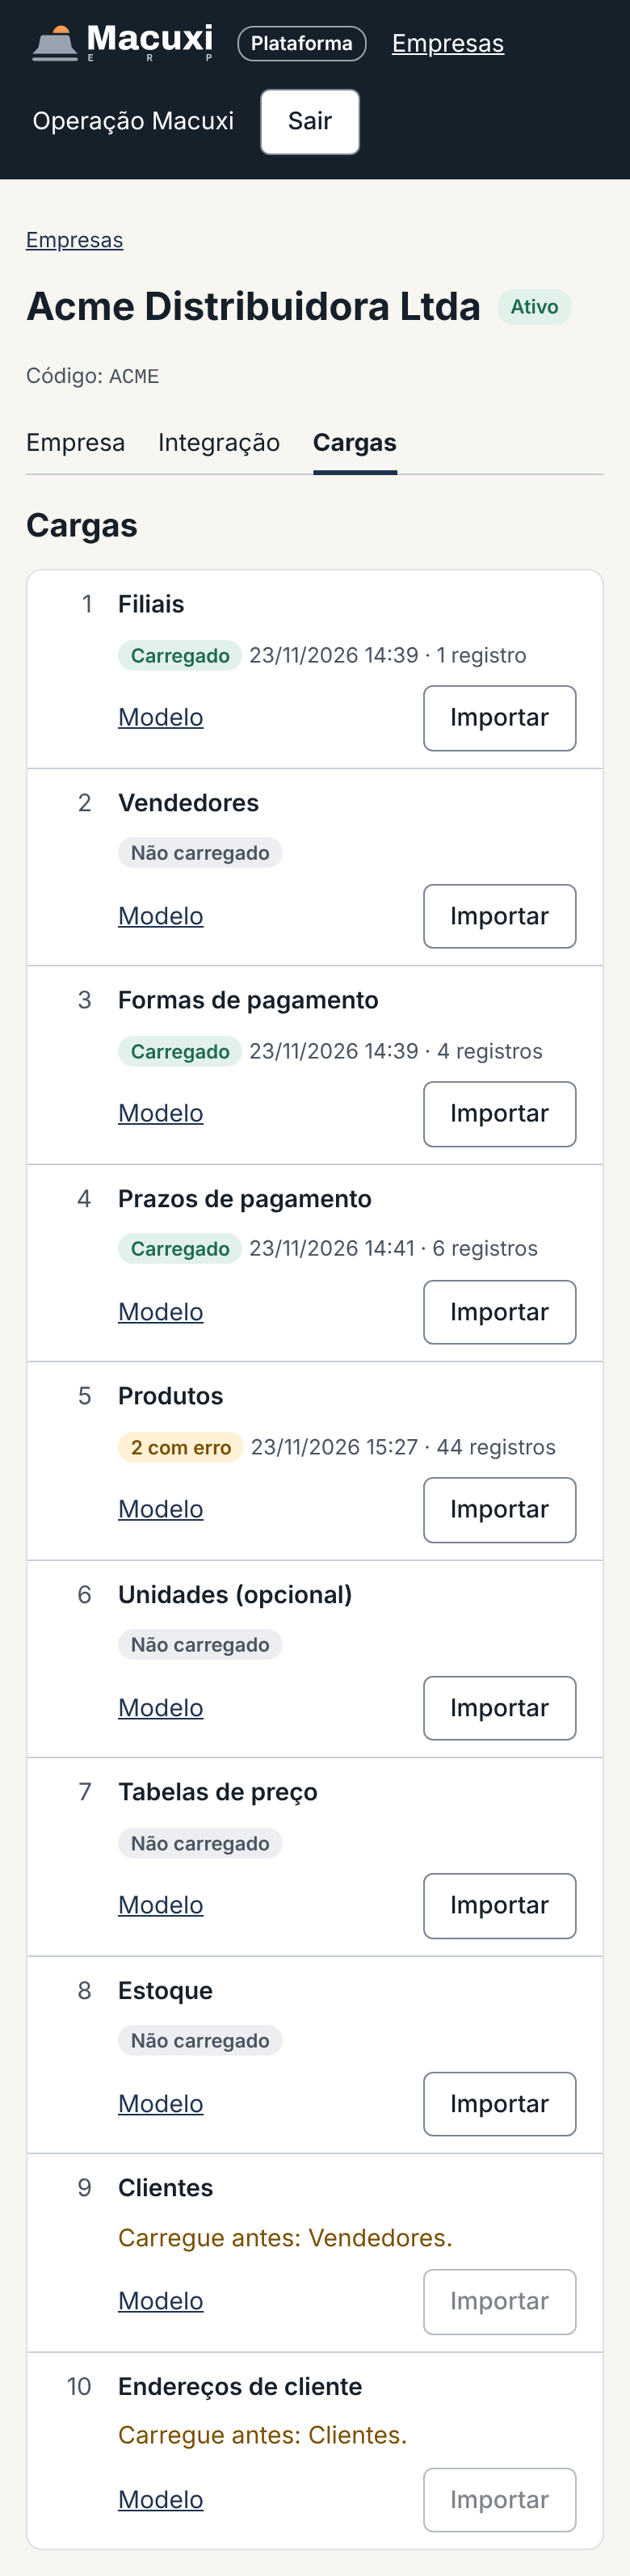 Macuxi
E R P
Plataforma
Empresas
Operação Macuxi
Sair
Empresas
Acme Distribuidora Ltda
Ativo
Código: ACME
Empresa
Integração
Cargas
Cargas
1 Filiais
Carregado 23/11/2026 14:39 · 1 registro
Modelo Importar
2 Vendedores
Não carregado
Modelo Importar
3 Formas de pagamento
Carregado 23/11/2026 14:39 · 4 registros
Modelo Importar
4 Prazos de pagamento
Carregado 23/11/2026 14:41 · 6 registros
Modelo Importar
5 Produtos
2 com erro 23/11/2026 15:27 · 44 registros
Modelo Importar
6 Unidades (opcional)
Não carregado
Modelo Importar
7 Tabelas de preço
Não carregado
Modelo Importar
8 Estoque
Não carregado
Modelo Importar
9 Clientes
Carregue antes: Vendedores.
Modelo Importar
10 Endereços de cliente
Carregue antes: Clientes.
Modelo Importar